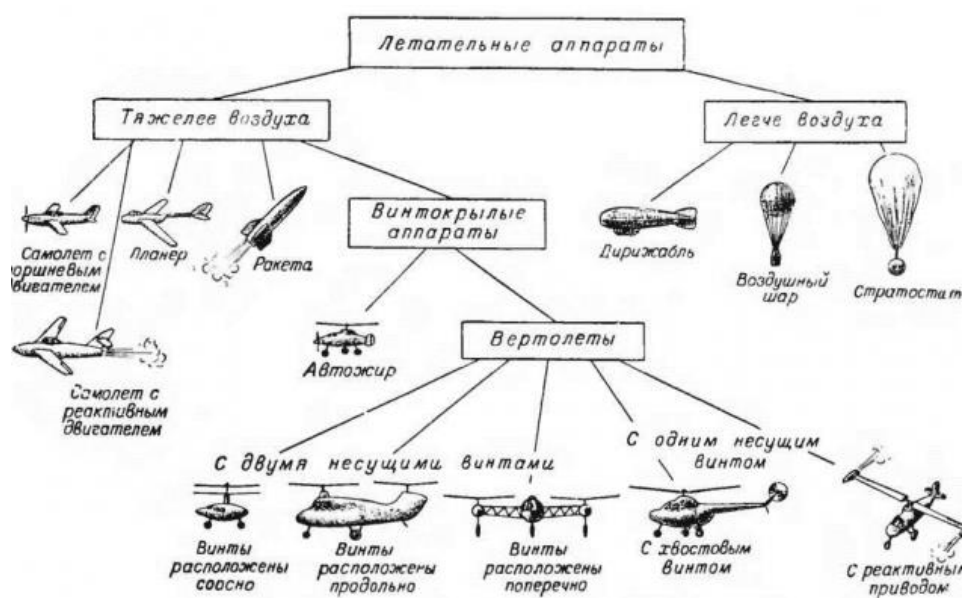 Летательные аппараты
Тяжелее воздуха
Легче воздуха
Винтокрылые
аппараты
Самолет с
оршневым
вигателем
Планер
Ракета
Дирижабль
Воздушный
шар
Стратостат
Автожир
Вертолеты
Самолет с
реактивным
двигателем
С двумя несущими винтами
С одним несущим
винтом
Винты
расположены
соосно
Винты
расположены
продольно
Винты
расположены
поперечно
С хвостовым
винтом
С реактивным
приводом